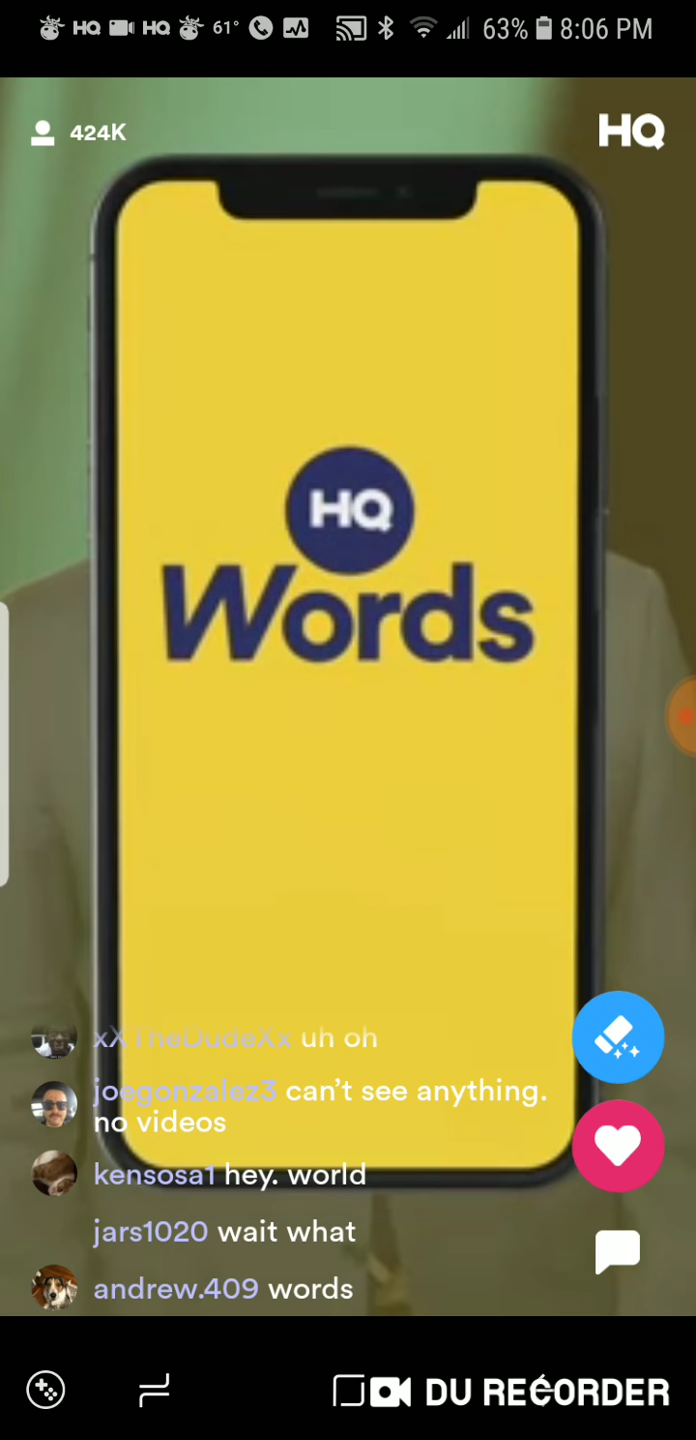 HQ HQ 61° 63% 8:06 PM
424K
HQ
HQ
Words
xXTheDudeXx uh oh
joegonzalez3 can't see anything.
no videos
kensosa1 hey. world
jars1020 wait what
andrew.409 words
DU RECORDER